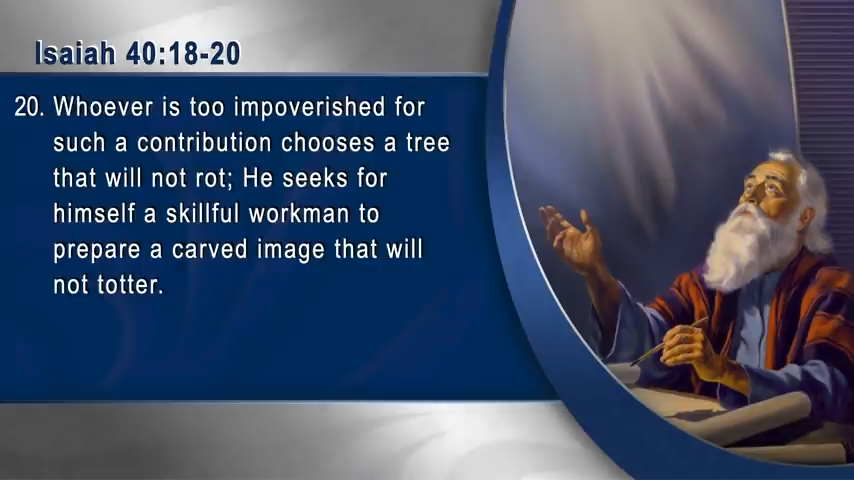 Isaiah 40:18-20
20. Whoever is too impoverished for
such a contribution chooses a tree
that will not rot; He seeks for
himself a skillful workman to
prepare a carved image that will
not totter.